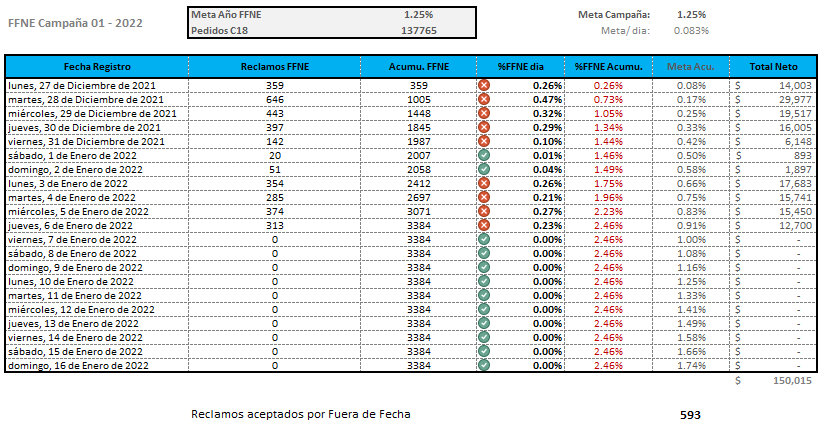 FFNE Campaña 01 - 2022
Meta Año FFNE 1.25%
Pedidos C18 137765
Meta Campaña: 1.25%
Meta/dia: 0.083%
Fecha Registro Reclamos FFNE Acumu. FFNE %FFNE dia %FFNE Acumu. Meta Acu. Total Neto
lunes, 27 de Diciembre de 2021 359 359 0.26% 0.26% 0.08% $ 14,003
martes, 28 de Diciembre de 2021 646 1005 0.47% 0.73% 0.17% $ 29,977
miércoles, 29 de Diciembre de 2021 443 1448 0.32% 1.05% 0.25% $ 19,517
jueves, 30 de Diciembre de 2021 397 1845 0.29% 1.34% 0.33% $ 16,005
viernes, 31 de Diciembre de 2021 142 1987 0.10% 1.44% 0.42% $ 6,148
sábado, 1 de Enero de 2022 20 2007 0.01% 1.46% 0.50% $ 893
domingo, 2 de Enero de 2022 51 2058 0.04% 1.49% 0.58% $ 1,897
lunes, 3 de Enero de 2022 354 2412 0.26% 1.75% 0.66% $ 17,683
martes, 4 de Enero de 2022 285 2697 0.21% 1.96% 0.75% $ 15,741
miércoles, 5 de Enero de 2022 374 3071 0.27% 2.23% 0.83% $ 15,450
jueves, 6 de Enero de 2022 313 3384 0.23% 2.46% 0.91% $ 12,700
viernes, 7 de Enero de 2022 0 3384 0.00% 2.46% 1.00% $ -
sábado, 8 de Enero de 2022 0 3384 0.00% 2.46% 1.08% $ -
domingo, 9 de Enero de 2022 0 3384 0.00% 2.46% 1.16% $ -
lunes, 10 de Enero de 2022 0 3384 0.00% 2.46% 1.25% $ -
martes, 11 de Enero de 2022 0 3384 0.00% 2.46% 1.33% $ -
miércoles, 12 de Enero de 2022 0 3384 0.00% 2.46% 1.41% $ -
jueves, 13 de Enero de 2022 0 3384 0.00% 2.46% 1.49% $ -
viernes, 14 de Enero de 2022 0 3384 0.00% 2.46% 1.58% $ -
sábado, 15 de Enero de 2022 0 3384 0.00% 2.46% 1.66% $ -
domingo, 16 de Enero de 2022 0 3384 0.00% 2.46% 1.74% $ -
$ 150,015
Reclamos aceptados por Fuera de Fecha 593